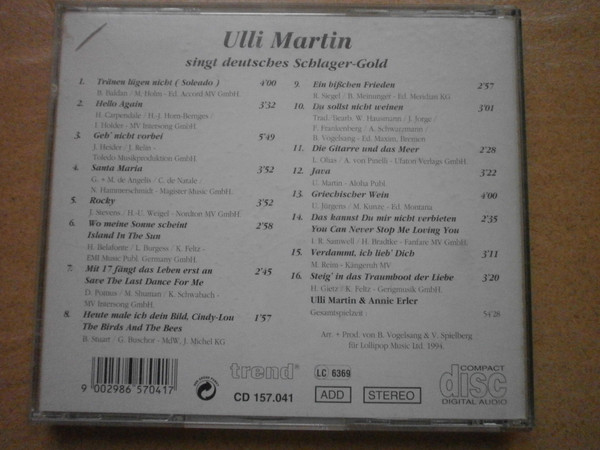 Ulli Martin
singt deutsches Schlager-Gold
1. Tränen lügen nicht ( Soleado ) 4'00
B. Baldan / M. Holm - Ed. Accord MV GmbH
2. Hello Again 3'32
H. Carpendale / H.-J. Horn-Bernges /
J. Holder - MV Intersong GmbH
3. Geb' nicht vorbei 5'49
J. Heider / J. Relin -
Toledo Musikproduktion GmbH
4. Santa Maria 3'52
G. + M. de Angelis / C. de Natale /
N. Hammerschmidt - Magister Music GmbH.
5. Rocky 3'52
J. Stevens / H.-U. Weigel - Nordton MV GmbH.
6. Wo meine Sonne scheint 2'58
Island In The Sun
H. Belafonte / L. Burgess / K. Feltz -
EMI Music Publ. Germany GmbH.
7. Mit 17 fängt das Leben erst an 2'45
Save The Last Dance For Me
D. Pomus / M. Shuman / K. Schwabach -
MV Intersong GmbH.
8. Heute male ich dein Bild, Cindy-Lou 1'57
The Birds And The Bees
B. Stuart / G. Buschor - MdW, J. Michel KG
9. Ein bißchen Frieden 2'57
R. Siegel / B. Meinunger - Ed. Meridian KG
10. Du sollst nicht weinen 3'01
Trad./ bearb. W. Hausmann / J. Jorge /
P. Frankenberg / A. Schwarzmann /
B. Vogelsang - Ed. Maxim, Bremen
11. Die Gitarre und das Meer 2'28
L. Olias / A. von Pinelli - Ufaton Verlags GmbH.
12. Java 3'22
U. Martin - Aloha Publ.
13. Griechischer Wein 4'00
U. Jürgens / M. Kunze - Ed. Montana
14. Das kannst Du mir nicht verbieten 2'35
You Can Never Stop Me Loving You
I. R. Samwell / H. Bradtke - Fanfare MV GmbH.
15. Verdammt, ich lieb' Dich 3'11
M. Reim - Känguruh MV
16. Steig' in das Traumboot der Liebe 3'20
H. Gietz / K. Feltz - Gerigmusik GmbH.
Ulli Martin & Annie Erler
Gesamtspielzeit : 54'28
Arr. + Prod. von B. Vogelsang & V. Spielberg
für Lollipop Music Ltd. 1994.
9 002986 570417
trend®
CD 157.041
LC 6369
ADD STEREO
COMPACT
disc
DIGITAL AUDIO